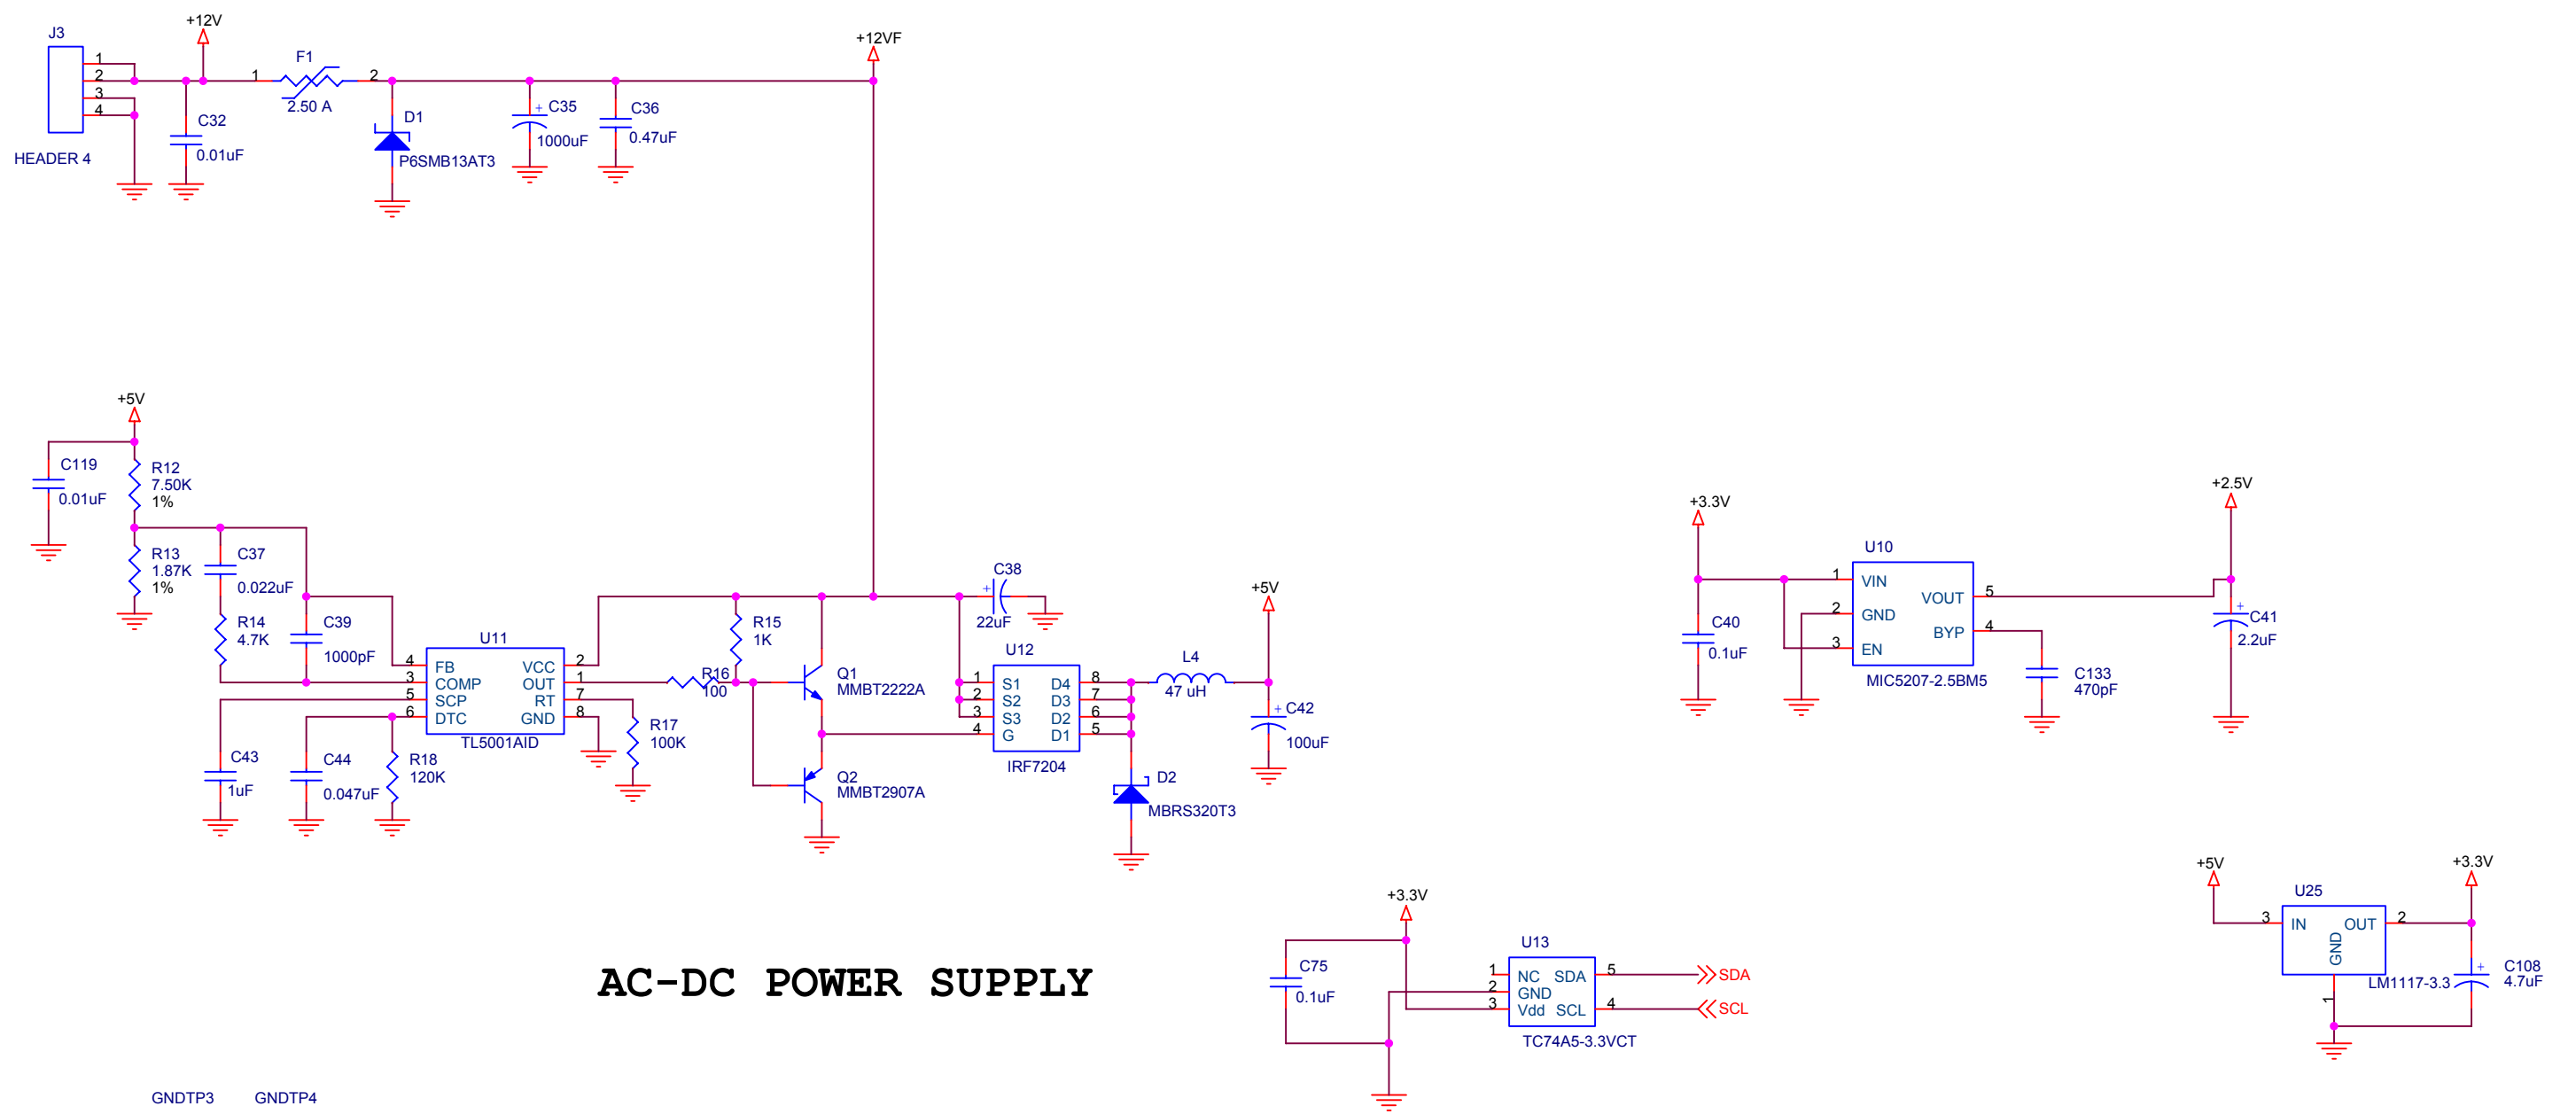 J3
1
2
3
4
HEADER 4
+12V
C32
0.01uF
1
F1
2
2.50 A
D1
P6SMB13AT3
+ C35
1000uF
C36
0.47uF
+12VF
+5V
C119
0.01uF
R12
7.50K
1%
R13
1.87K
1%
C37
0.022uF
R14
4.7K
C39
1000pF
U11
4 FB VCC 2
3 COMP OUT 1
5 SCP RT 7
6 DTC GND 8
TL5001AID
C43
1uF
C44
0.047uF
R18
120K
R17
100K
R15
1K
R16
100
Q1
MMBT2222A
Q2
MMBT2907A
C38
+
22uF
U12
1 S1 D4 8
2 S2 D3 7
3 S3 D2 6
4 G D1 5
IRF7204
L4
47 uH
+5V
+ C42
100uF
D2
MBRS320T3
+3.3V
C40
0.1uF
U10
1 VIN
VOUT 5
2 GND
BYP 4
3 EN
MIC5207-2.5BM5
C133
470pF
+2.5V
+
C41
2.2uF
+3.3V
C75
0.1uF
U13
1 NC SDA 5 SDA
2 GND
3 Vdd SCL 4 SCL
TC74A5-3.3VCT
+5V
U25
3 IN OUT 2
GND
1
LM1117-3.3
+3.3V
+
C108
4.7uF
AC-DC POWER SUPPLY
GNDTP3 GNDTP4